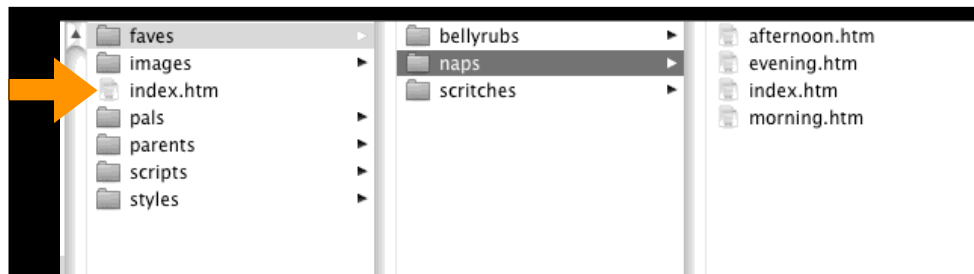 faves
images
index.htm
pals
parents
scripts
styles
bellyrubs
naps
scritches
afternoon.htm
evening.htm
index.htm
morning.htm